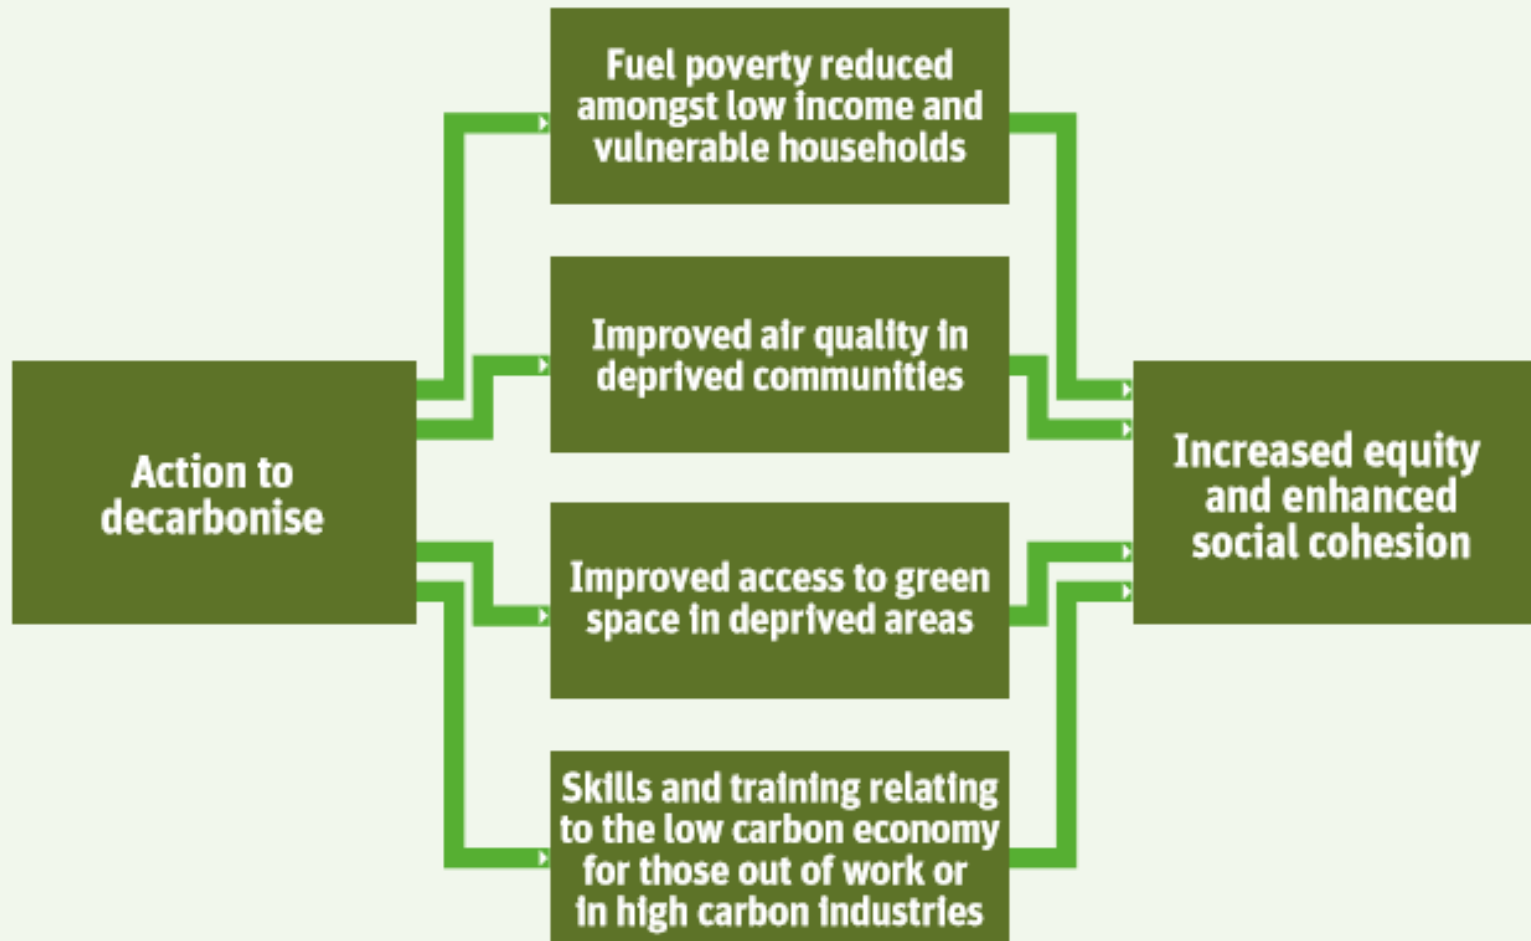 Fuel poverty reduced
amongst low income and
vulnerable households
Improved air quality in
deprived communities
Action to
decarbonise
Increased equity
and enhanced
social cohesion
Improved access to green
space in deprived areas
Skills and training relating
to the low carbon economy
for those out of work or
in high carbon industries